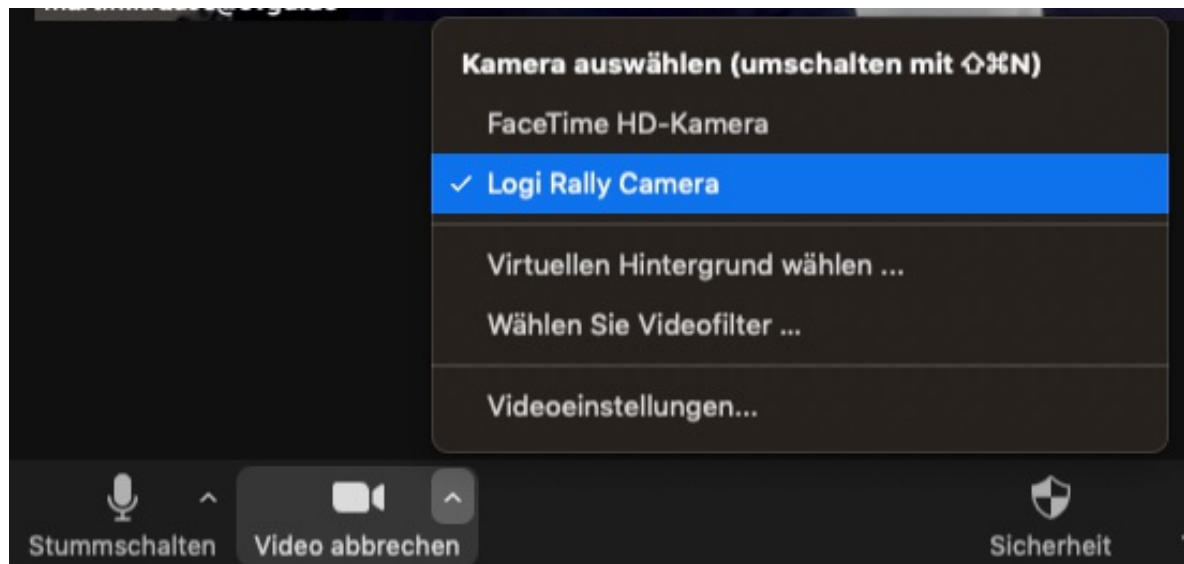 Kamera auswählen (umschalten mit ⇧⌘N)
FaceTime HD-Kamera
✓ Logi Rally Camera
Virtuellen Hintergrund wählen ...
Wählen Sie Videofilter ...
Videoeinstellungen...
Stummschalten
Video abbrechen
Sicherheit